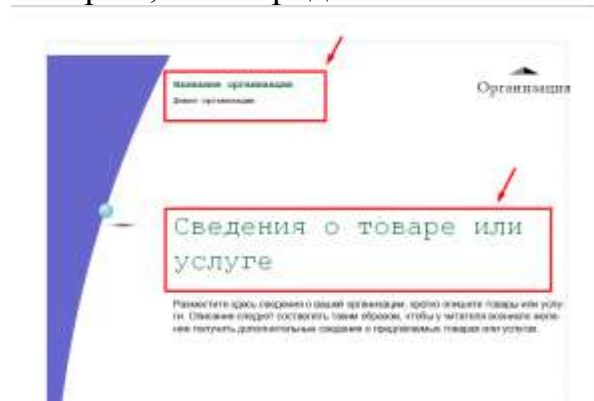 Название организации
Девиз организации
Организация
Сведения о товаре или
услуге
Разместите здесь сведения о вашей организации, кратко опишите товары или услу-
ги. Описание следует составлять таким образом, чтобы у читателя возникло жела-
ние получить дополнительные сведения о предлагаемых товарах или услугах.